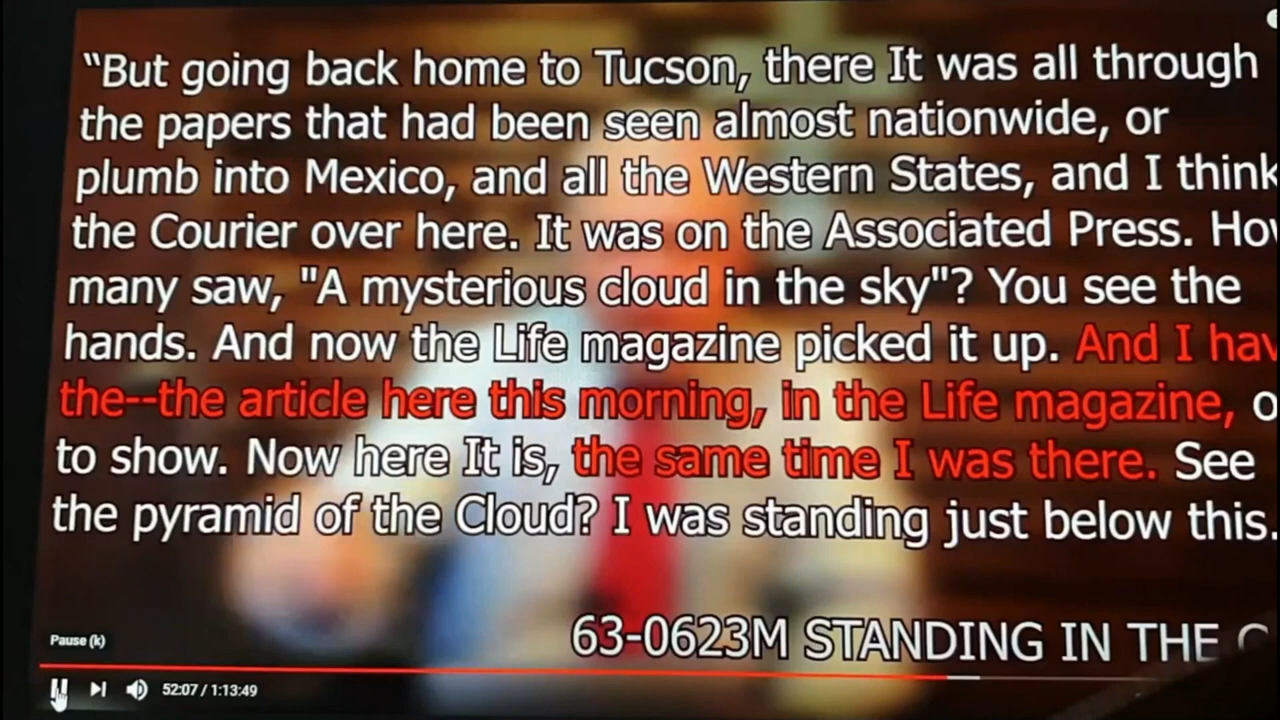 “But going back home to Tucson, there It was all through
the papers that had been seen almost nationwide, or
plumb into Mexico, and all the Western States, and I think
the Courier over here. It was on the Associated Press.
many saw, "A mysterious cloud in the sky"? You see the
hands. And now the Life magazine picked it up. And I
the--the article here this morning, in the Life magazine,
to show. Now here It is, the same time I was there. See
the pyramid of the Cloud? I was standing just below this.
63-0623M STANDING IN THE
Pause (k)
52:07 / 1:13:49